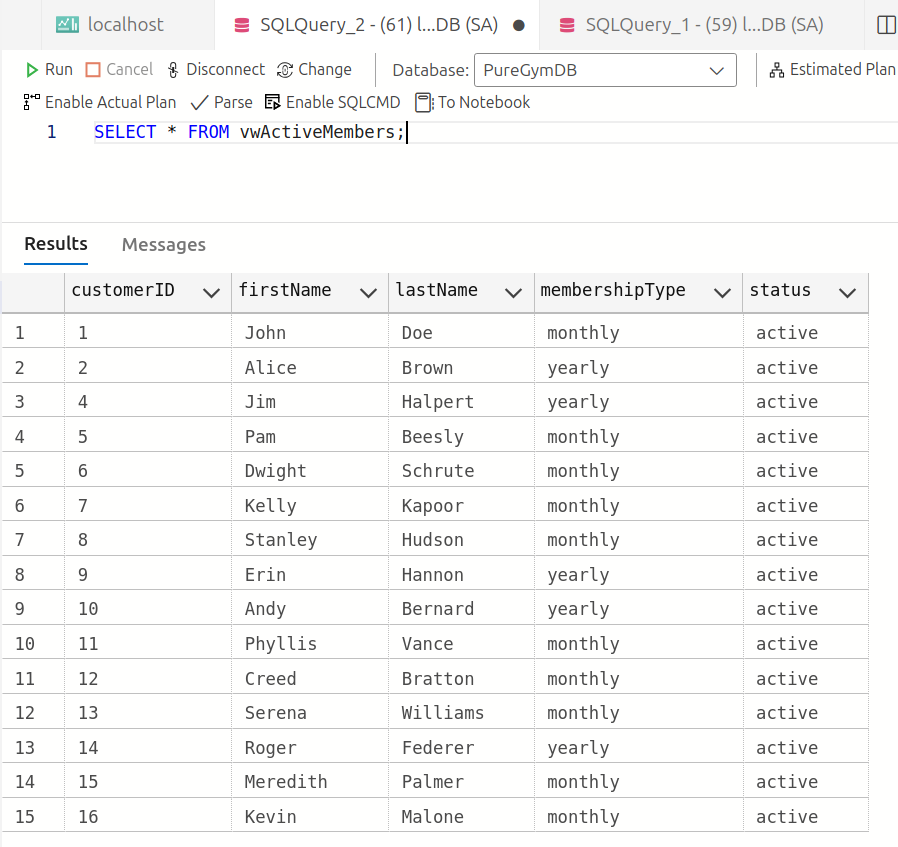 localhost SQLQuery_2 - (61) l...DB (SA) SQLQuery_1 - (59) l...DB (SA)
Run Cancel Disconnect Change Database: PureGymDB Estimated Plan
Enable Actual Plan Parse Enable SQLCMD To Notebook
1 SELECT * FROM vwActiveMembers;
Results Messages
customerID firstName lastName membershipType status
1 1 John Doe monthly active
2 2 Alice Brown yearly active
3 4 Jim Halpert yearly active
4 5 Pam Beesly monthly active
5 6 Dwight Schrute monthly active
6 7 Kelly Kapoor monthly active
7 8 Stanley Hudson monthly active
8 9 Erin Hannon yearly active
9 10 Andy Bernard yearly active
10 11 Phyllis Vance monthly active
11 12 Creed Bratton monthly active
12 13 Serena Williams monthly active
13 14 Roger Federer yearly active
14 15 Meredith Palmer monthly active
15 16 Kevin Malone monthly active